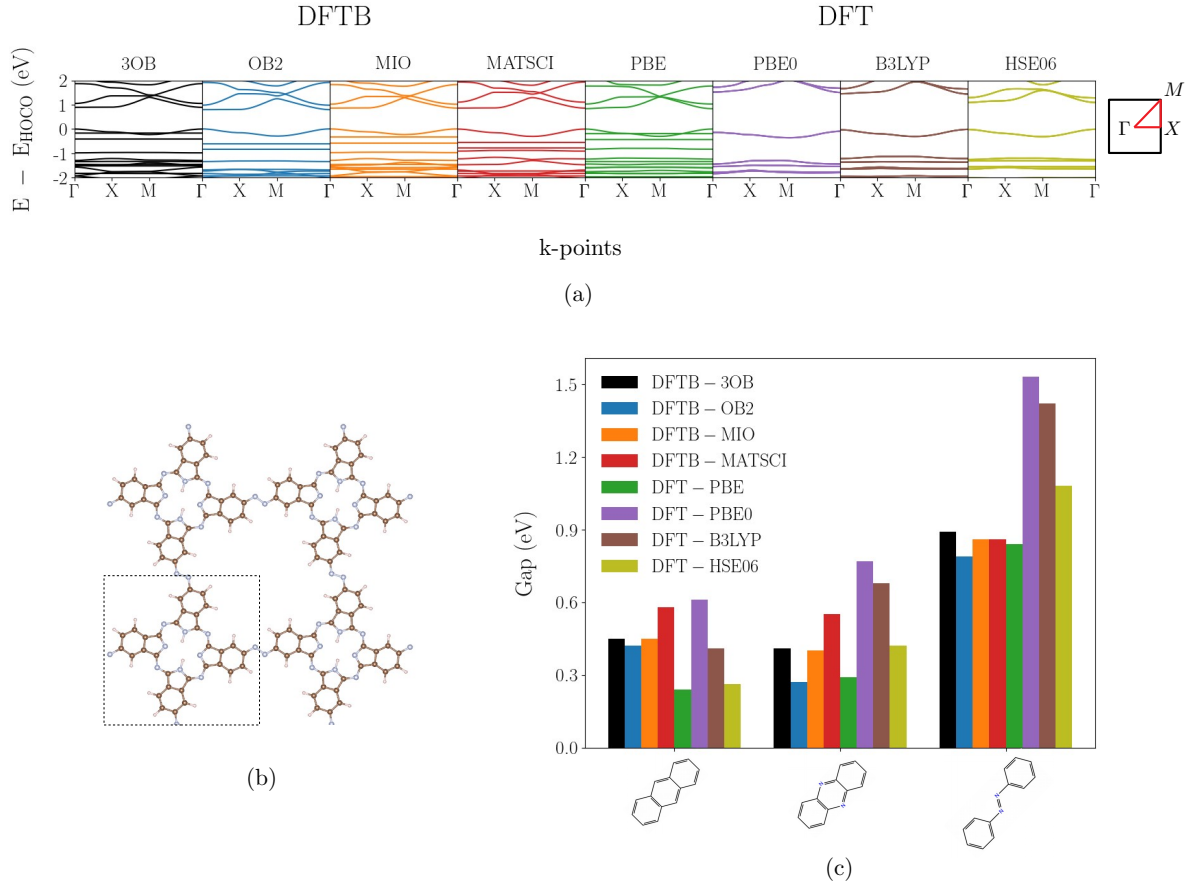 DFTB DFT
3OB OB2 MIO MATSCI PBE PBE0 B3LYP HSE06
E − E_HOCO (eV)
2
1
0
-1
-2
Γ X M Γ X M Γ X M Γ X M Γ X M Γ X M Γ X M Γ X M Γ
M
Γ X
k-points
(a)
(b)
Gap (eV)
1.5
1.2
0.9
0.6
0.3
0.0
DFTB − 3OB
DFTB − OB2
DFTB − MIO
DFTB − MATSCI
DFT − PBE
DFT − PBE0
DFT − B3LYP
DFT − HSE06
N
N
N
N
(c)